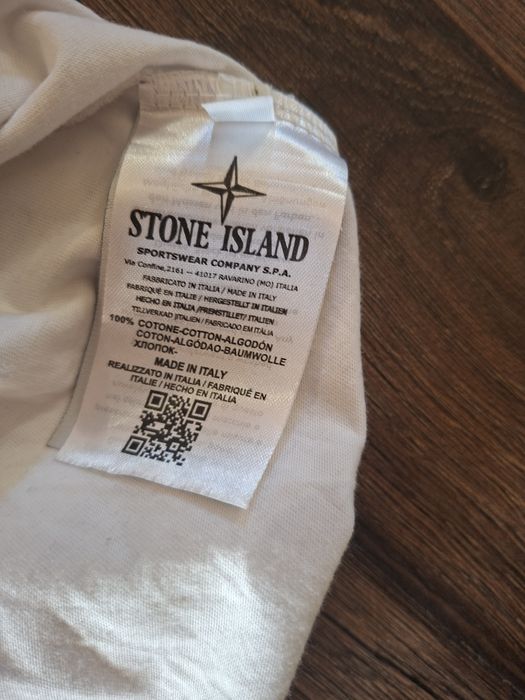 STONE ISLAND
SPORTSWEAR COMPANY S.P.A.
Via Confine,2161 -- 41017 RAVARINO (MO) ITALIA
FABBRICATO IN ITALIA / MADE IN ITALY
FABRIQUÉ EN ITALIE / HERGESTELLT IN ITALIEN
HECHO EN ITALIA /FREMSTILLET/ ITALIEN
TILLVERKAD |ITALIEN / FABRICADO EM ITÁLIA
100% COTONE-COTTON-ALGODÓN
COTON-ALGÓDAO-BAUMWOLLE
ХЛОПОК-
MADE IN ITALY
REALIZZATO IN ITALIA / FABRIQUÉ EN
ITALIE / HECHO EN ITALIA